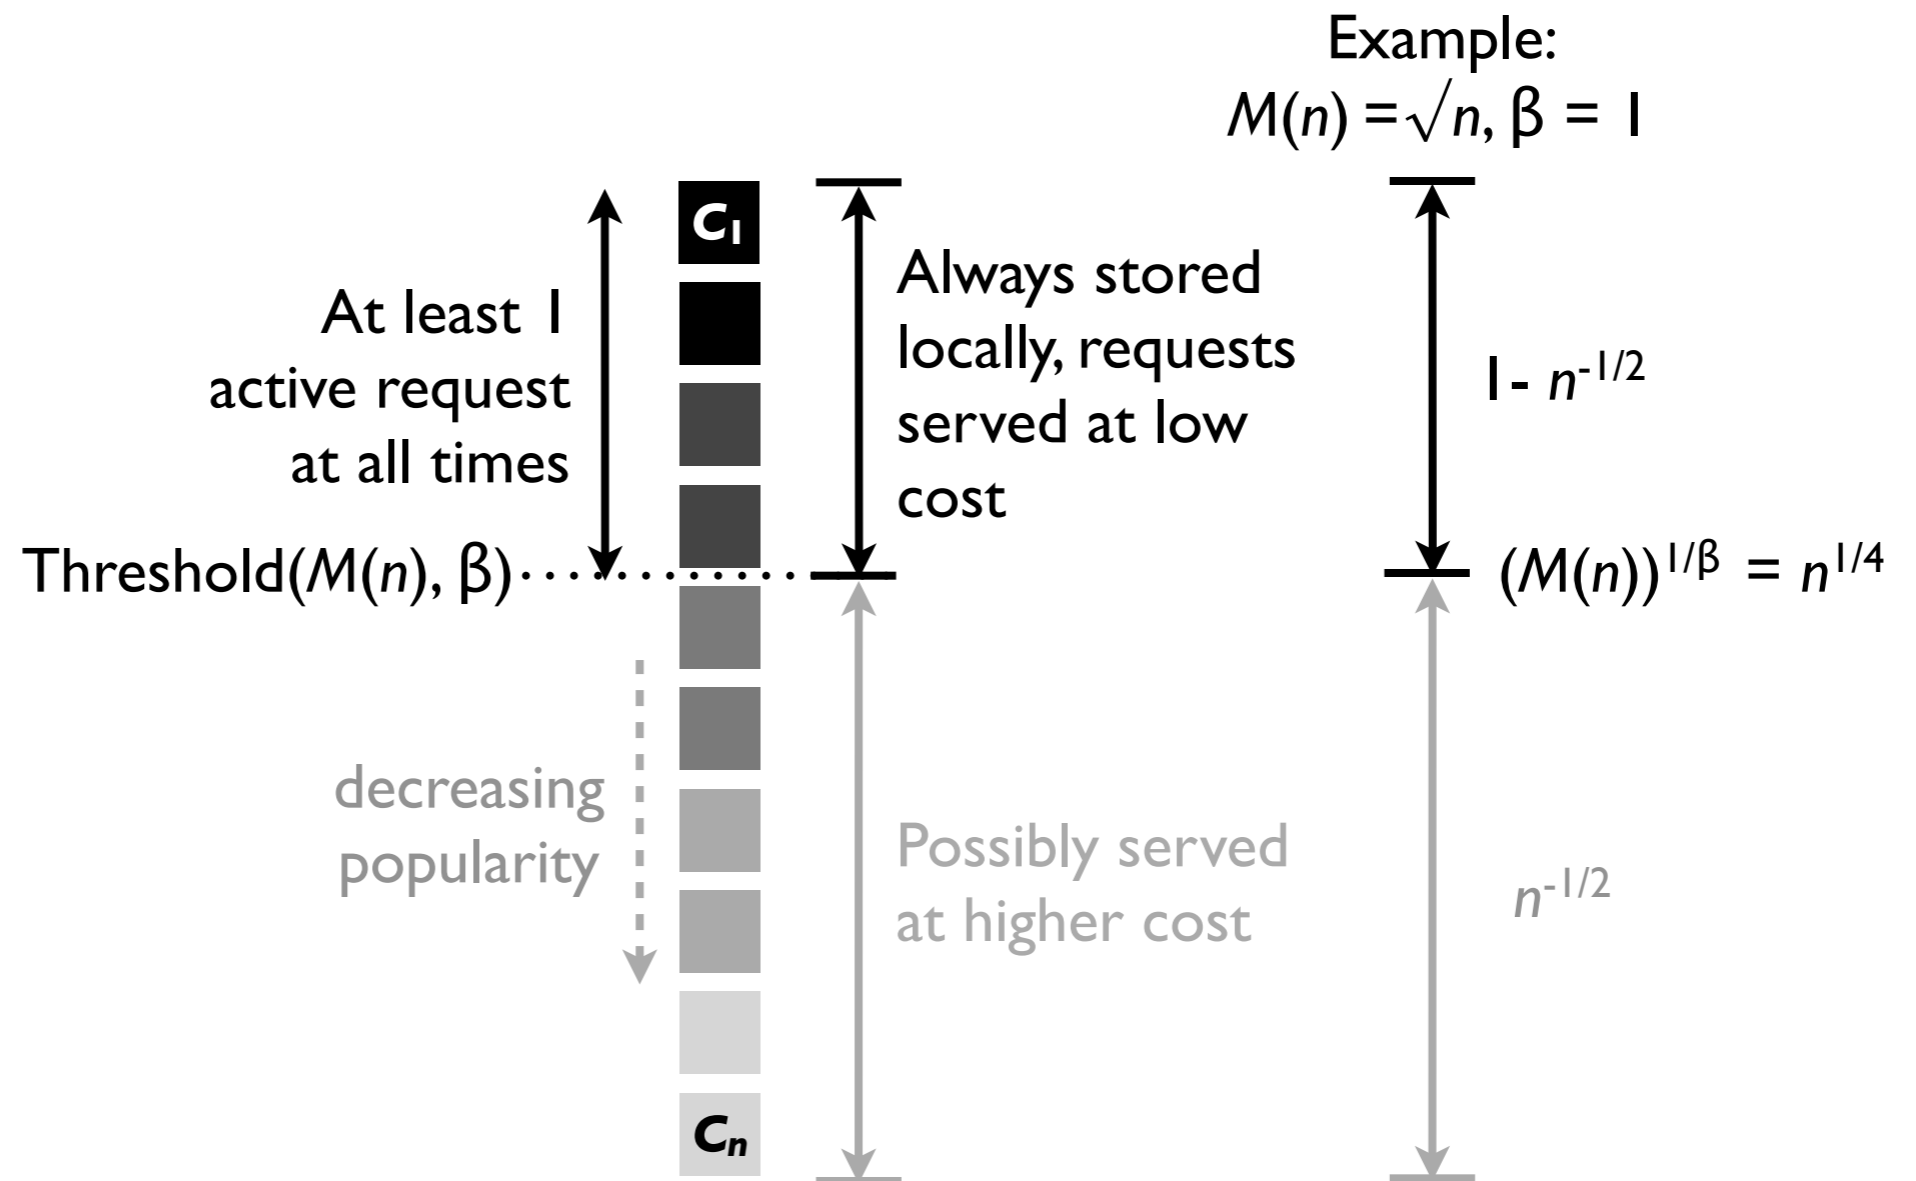 Example:
M(n) = √n, β = 1
C₁
At least 1
active request
at all times
Always stored
locally, requests
served at low
cost
1- n⁻¹/²
Threshold(M(n), β)
(M(n))¹/ᵝ = n¹/⁴
decreasing
popularity
Possibly served
at higher cost
n⁻¹/²
Cₙ